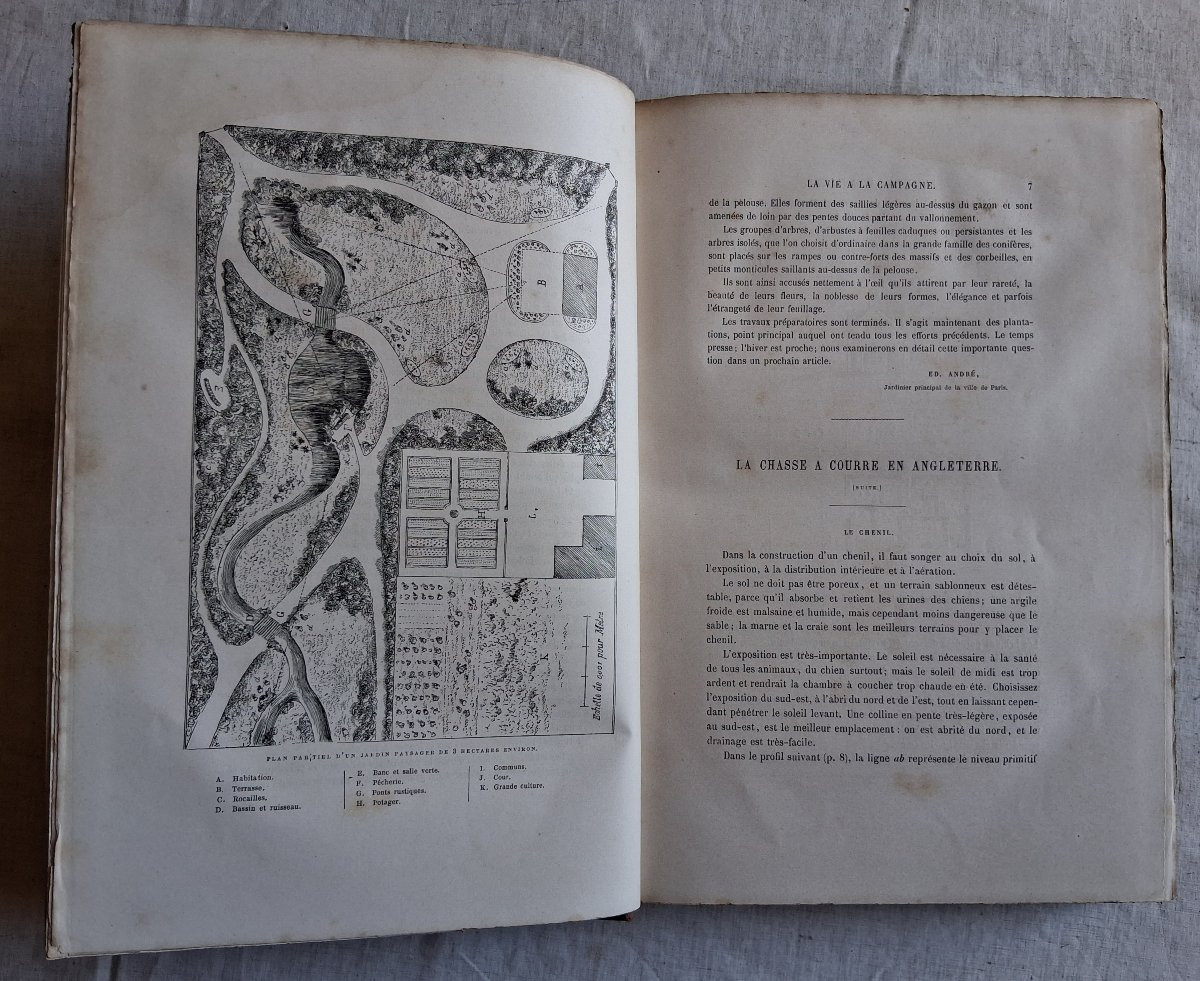 PLAN PARTIEL D'UN JARDIN PAYSAGER DE 3 HECTARES ENVIRON.
A. Habitation.
B. Terrasse.
C. Rocailles.
D. Bassin et ruisseau.
E. Banc et salle verte.
F. Pêcherie.
G. Ponts rustiques.
H. Potager.
I. Communs.
J. Cour.
K. Grande culture.
G
A
B
H
K
G
LA VIE A LA CAMPAGNE. 7
de la pelouse. Elles forment des saillies légères au-dessus du gazon et sont
amenées de loin par des pentes douces partant du vallonnement.
Les groupes d'arbres, d'arbustes à feuilles caduques ou persistantes et les
arbres isolés, que l'on choisit d'ordinaire dans la grande famille des conifères,
sont placés sur les rampes ou contre-forts des massifs et des corbeilles, en
petits monticules saillants au-dessus de la pelouse.
Ils sont ainsi accusés nettement à l'œil qu'ils attirent par leur rareté, la
beauté de leurs fleurs, la noblesse de leurs formes, l'élégance et parfois
l'étrangeté de leur feuillage.
Les travaux préparatoires sont terminés. Il s'agit maintenant des planta-
tions, point principal auquel ont tendu tous les efforts précédents. Le temps
presse; l'hiver est proche; nous examinerons en détail cette importante ques-
tion dans un prochain article.
ED. ANDRÉ,
Jardinier principal de la ville de Paris.
LA CHASSE A COURRE EN ANGLETERRE.
[SUITE.]
LE CHENIL.
Dans la construction d'un chenil, il faut songer au choix du sol, à
l'exposition, à la distribution intérieure et à l'aération.
Le sol ne doit pas être poreux, et un terrain sablonneux est détes-
table, parce qu'il absorbe et retient les urines des chiens; une argile
froide est malsaine et humide, mais cependant moins dangereuse que le
sable; la marne et la craie sont les meilleurs terrains pour y placer le
chenil.
L'exposition est très-importante. Le soleil est nécessaire à la santé
de tous les animaux, du chien surtout; mais le soleil de midi est trop
ardent et rendrait la chambre à coucher trop chaude en été. Choisissez
l'exposition du sud-est, à l'abri du nord et de l'est, tout en laissant cepen-
dant pénétrer le soleil levant. Une colline en pente très-légère, exposée
au sud-est, est le meilleur emplacement: on est abrité du nord, et le
drainage est très-facile.
Dans le profil suivant (p. 8), la ligne ab représente le niveau primitif